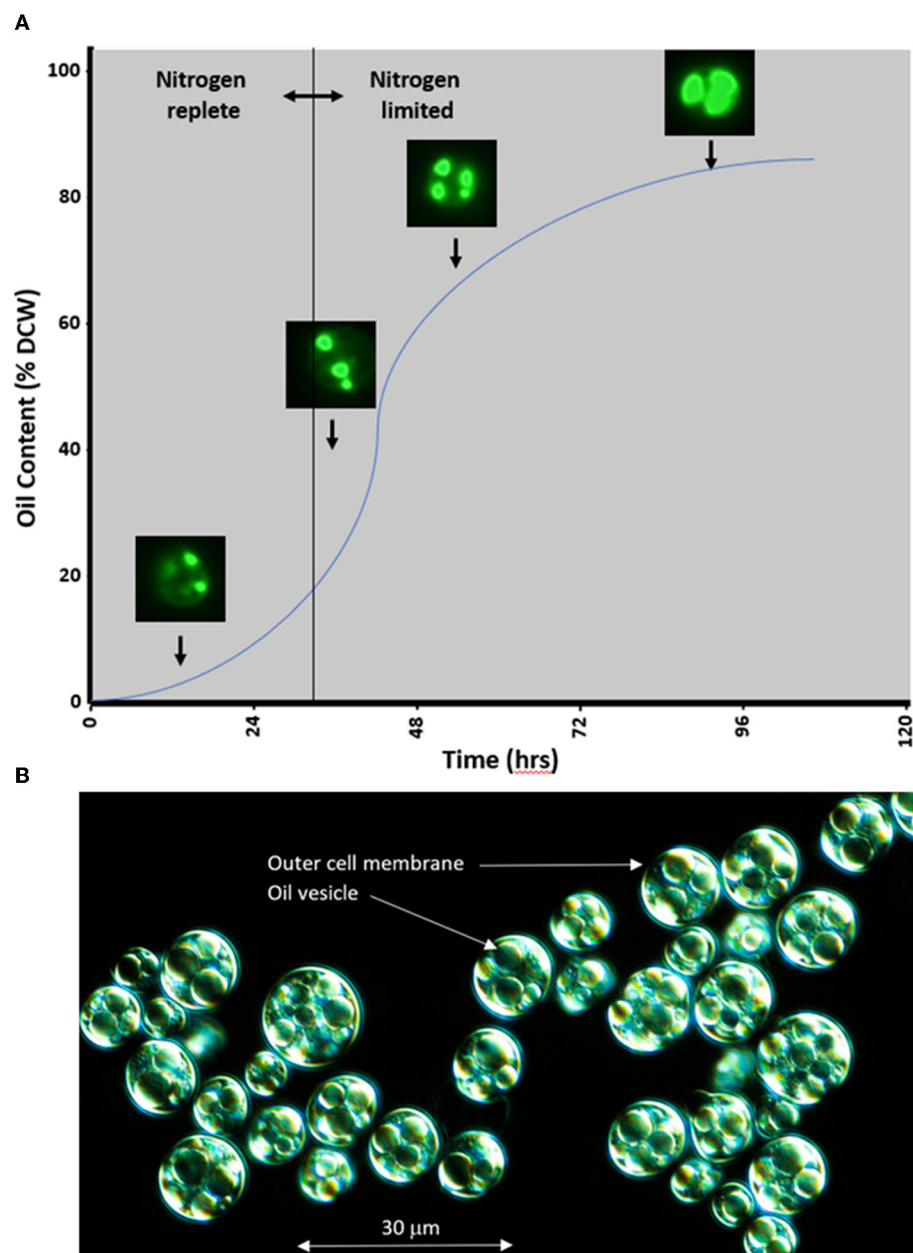 A
Nitrogen
replete
Nitrogen
limited
100
80
60
40
20
0
Oil Content (% DCW)
0
24
48
72
96
120
Time (hrs)
B
Outer cell membrane
Oil vesicle
30 µm